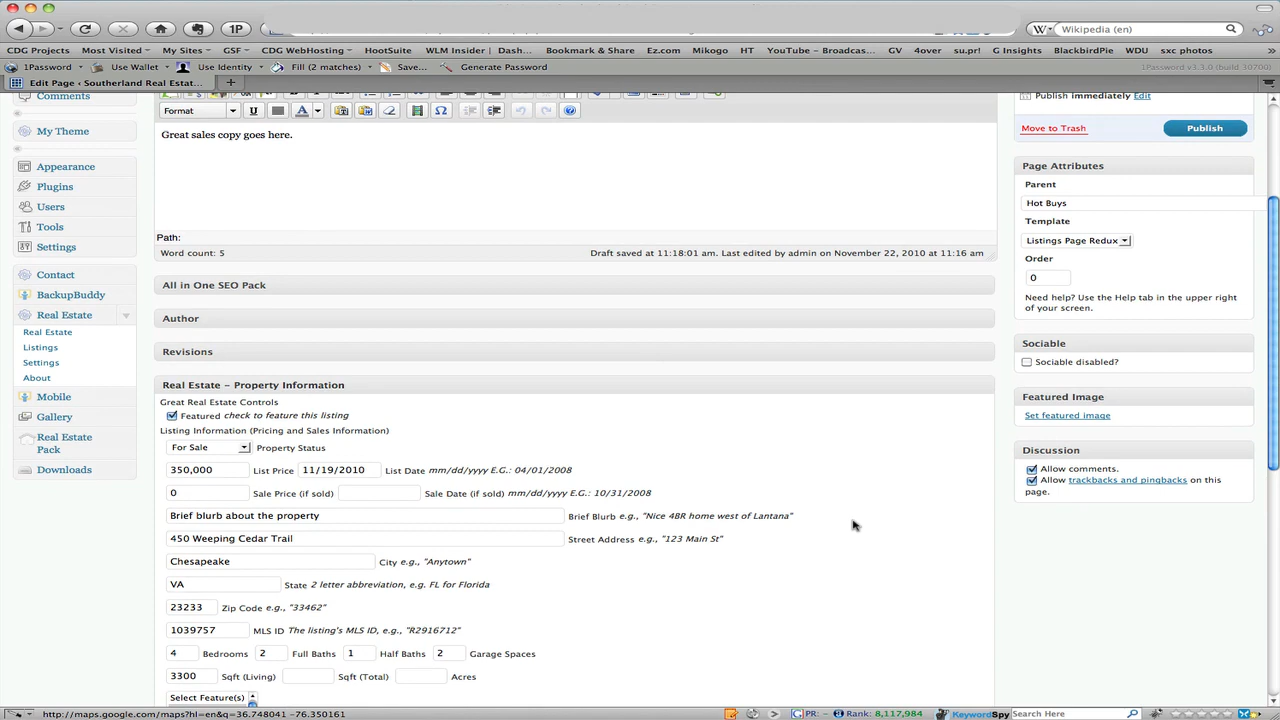 1P
W
Wikipedia (en)
CDG Projects Most Visited My Sites GSF CDG WebHosting HootSuite WLM Insider | Dash... Bookmark & Share Ez.com Mikogo HT YouTube – Broadcas... GV 4over su.pr! G Insights BlackbirdPie WDU sxc photos »
1Password Use Wallet Use Identity Fill (2 matches) Save... Generate Password 1Password v3.3.0 (build 30700)
Edit Page ‹ Southerland Real Estat... +
Comments
My Theme
Appearance
Plugins
Users
Tools
Settings
Contact
BackupBuddy
Real Estate
Real Estate
Listings
Settings
About
Mobile
Gallery
Real Estate
Pack
Downloads
Format U A Ω
Great sales copy goes here.
Path:
Word count: 5 Draft saved at 11:18:01 am. Last edited by admin on November 22, 2010 at 11:16 am
All in One SEO Pack
Author
Revisions
Real Estate – Property Information
Great Real Estate Controls
Featured check to feature this listing
Listing Information (Pricing and Sales Information)
For Sale Property Status
350,000 List Price 11/19/2010 List Date mm/dd/yyyy E.G.: 04/01/2008
0 Sale Price (if sold) Sale Date (if sold) mm/dd/yyyy E.G.: 10/31/2008
Brief blurb about the property Brief Blurb e.g., "Nice 4BR home west of Lantana"
450 Weeping Cedar Trail Street Address e.g., "123 Main St"
Chesapeake City e.g., "Anytown"
VA State 2 letter abbreviation, e.g. FL for Florida
23233 Zip Code e.g., "33462"
1039757 MLS ID The listing's MLS ID, e.g., "R2916712"
4 Bedrooms 2 Full Baths 1 Half Baths 2 Garage Spaces
3300 Sqft (Living) Sqft (Total) Acres
Select Feature(s)
Publish immediately Edit
Move to Trash Publish
Page Attributes
Parent
Hot Buys
Template
Listings Page Redux
Order
0
Need help? Use the Help tab in the upper right
of your screen.
Sociable
Sociable disabled?
Featured Image
Set featured image
Discussion
Allow comments.
Allow trackbacks and pingbacks on this
page.
http://maps.google.com/maps?hl=en&q=36.748041 -76.350161 PR: – Rank: 8,117,984 KeywordSpy Search Here